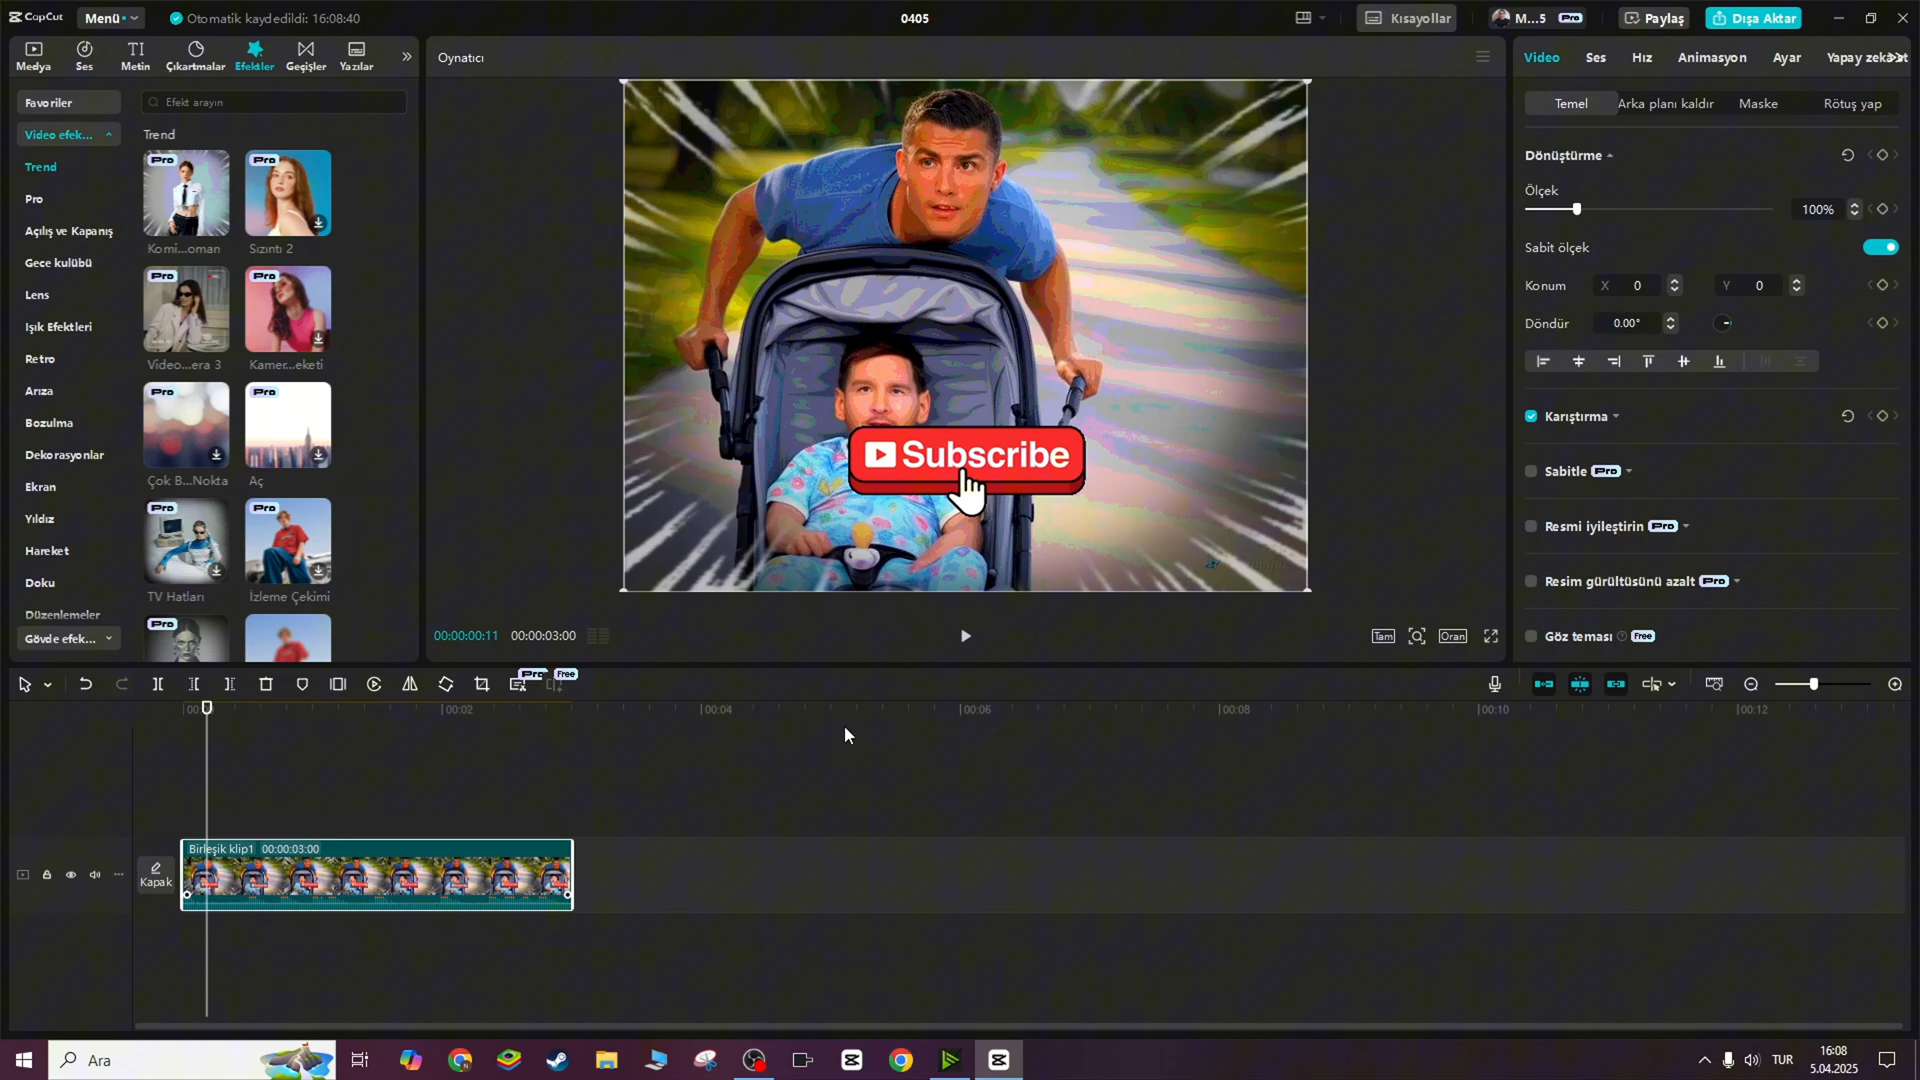 CapCut
Menü
Otomatik kaydedildi: 16:08:40
0405
Kısayollar
M...5
Pro
Paylaş
Dışa Aktar
Medya
Ses
Metin
Çıkartmalar
Efektler
Geçişler
Yazılar
Oynatıcı
Video
Ses
Hız
Animasyon
Ayar
Favoriler
Efekt arayın
Temel
Arka planı kaldır
Maske
Rötuş yap
Video efek...
Trend
Trend
Pro
Açılış ve Kapanış
Gece kulübü
Lens
Işık Efektleri
Retro
Arıza
Bozulma
Dekorasyonlar
Ekran
Yıldız
Hareket
Doku
Düzenlemeler
Gövde efek...
Pro
Pro
Komi...oman
Sızıntı 2
Pro
Pro
Video...era 3
Kamer...eketi
Pro
Pro
Çok B...Nokta
Aç
Pro
Pro
TV Hatları
İzleme Çekimi
Pro
Subscribe
00:00:00:11
00:00:03:00
Tam
Oran
Dönüştürme
Ölçek
100%
Sabit ölçek
Konum
X 0
Y 0
Döndür
0.00°
Karıştırma
Sabitle Pro
Resmi iyileştirin Pro
Resim gürültüsünü azalt Pro
Göz teması Free
Pro
Free
00:02
00:04
00:06
00:08
00:10
00:12
Birleşik klip1 00:00:03:00
Kapak
Ara
TUR
16:08
5.04.2025